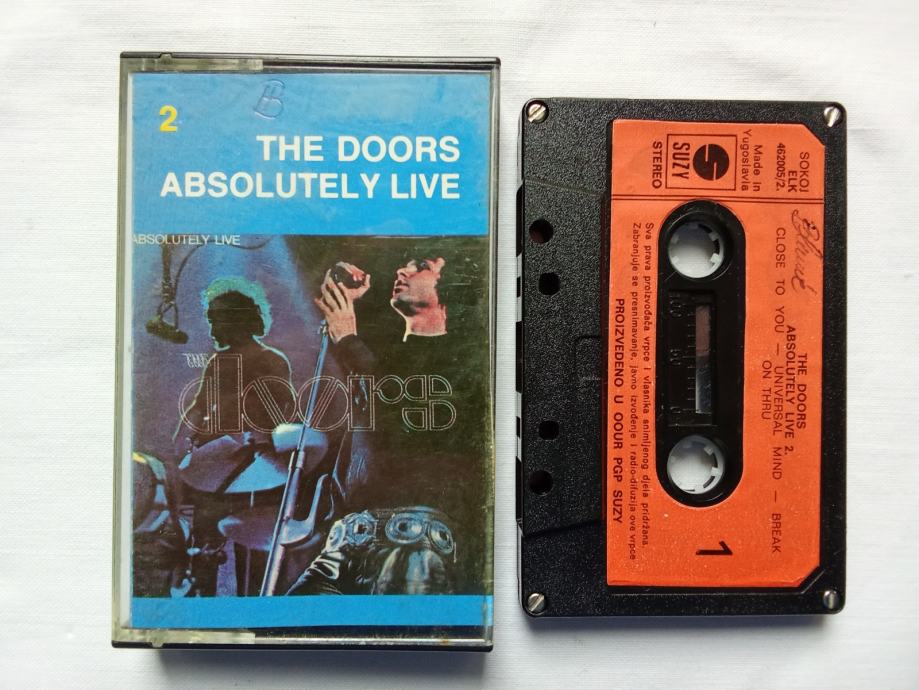 2
B
THE DOORS
ABSOLUTELY LIVE
ABSOLUTELY LIVE
THE
doors
SOKOJ
ELK
462005/2.
Made in
Yugoslavia
SUZY
STEREO
THE DOORS
ABSOLUTELY LIVE 2.
CLOSE TO YOU — UNIVERSAL MIND — BREAK
ON THRU
1
Sva prava proizvođača vrpce i vlasnika snimljenog djela pridržana.
Zabranjuje se presnimavanje, javno izvođenje i radio-difuzija ove vrpce
PROIZVEDENO U OOUR PGP SUZY